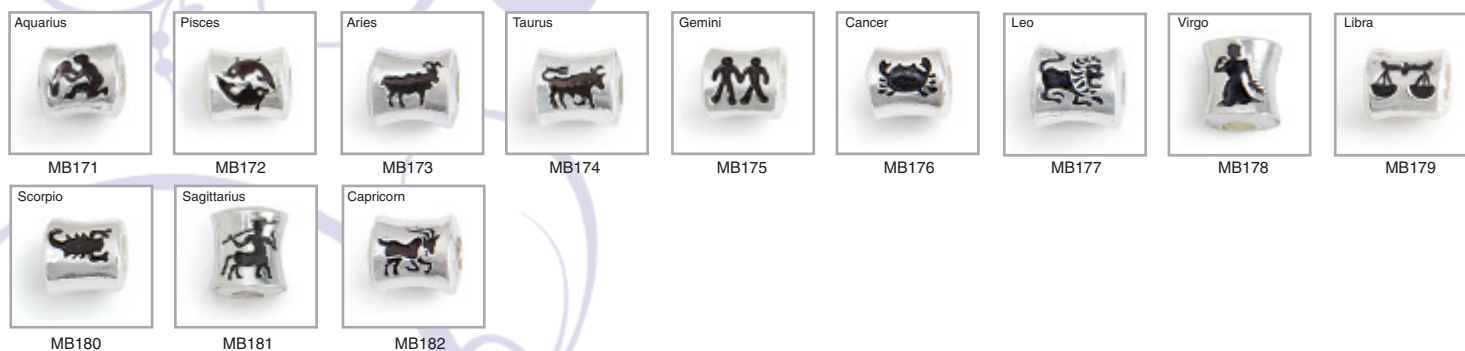 Aquarius Pisces Aries Taurus Gemini Cancer Leo Virgo Libra
MB171 MB172 MB173 MB174 MB175 MB176 MB177 MB178 MB179
Scorpio Sagittarius Capricorn
MB180 MB181 MB182